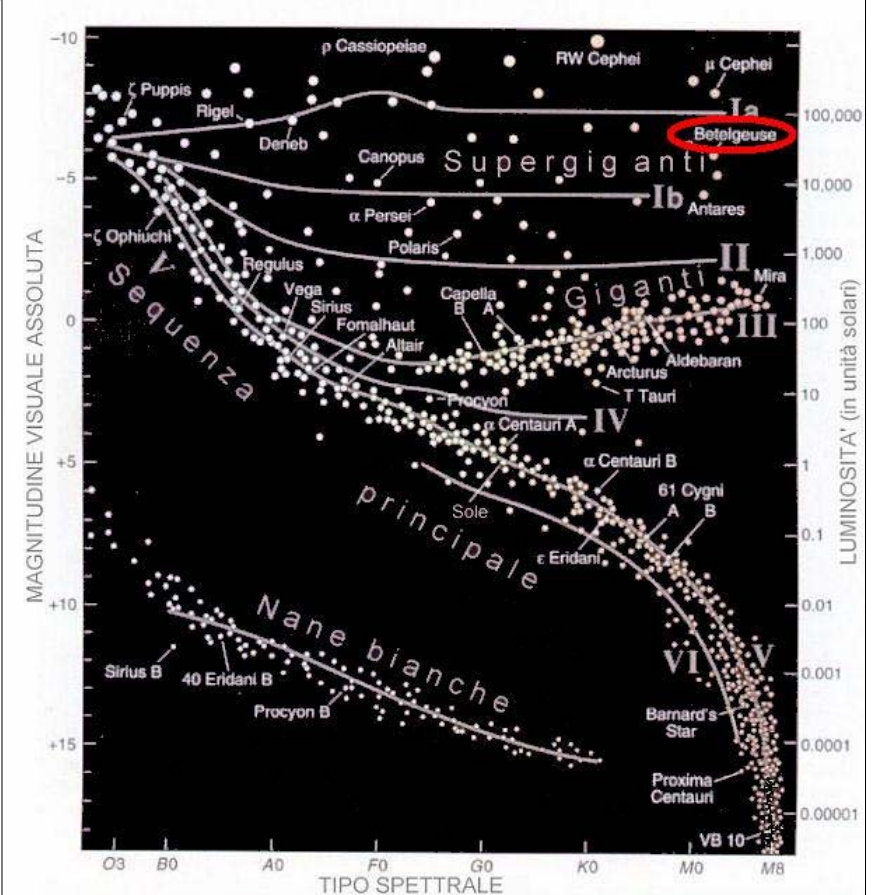 -10
-5
0
+5
+10
+15
MAGNITUDINE VISUALE ASSOLUTA
ρ Cassiopeiae
RW Cephei
μ Cephei
ζ Puppis
Rigel
Deneb
Ia
Betelgeuse
Canopus
Supergiganti
α Persei
Ib
Antares
ζ Ophiuchi
Polaris
II
V
Regulus
Sequenza
Vega
Sirius
Fomalhaut
Altair
Capella
B A
Giganti
Mira
III
Aldebaran
Arcturus
T Tauri
Procyon
IV
α Centauri A
α Centauri B
principale
Sole
61 Cygni
A B
ε Eridani
Nane bianche
Sirius B
40 Eridani B
Procyon B
VI
V
Barnard's
Star
Proxima
Centauri
VB 10
100,000
10,000
1,000
100
10
1
0.1
0.01
0.001
0.0001
0.00001
LUMINOSITA' (in unità solari)
O3 B0 A0 F0 G0 K0 M0 M8
TIPO SPETTRALE